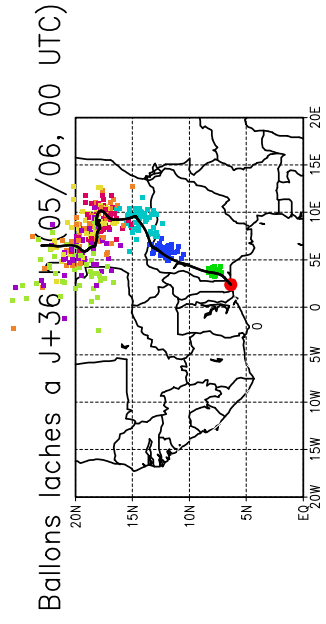 Ballons laches a J+36 (05/06, 00 UTC)
20N
15N
10N
5N
EQ
20W 15W 10W 5W 0 5E 10E 15E 20E
0